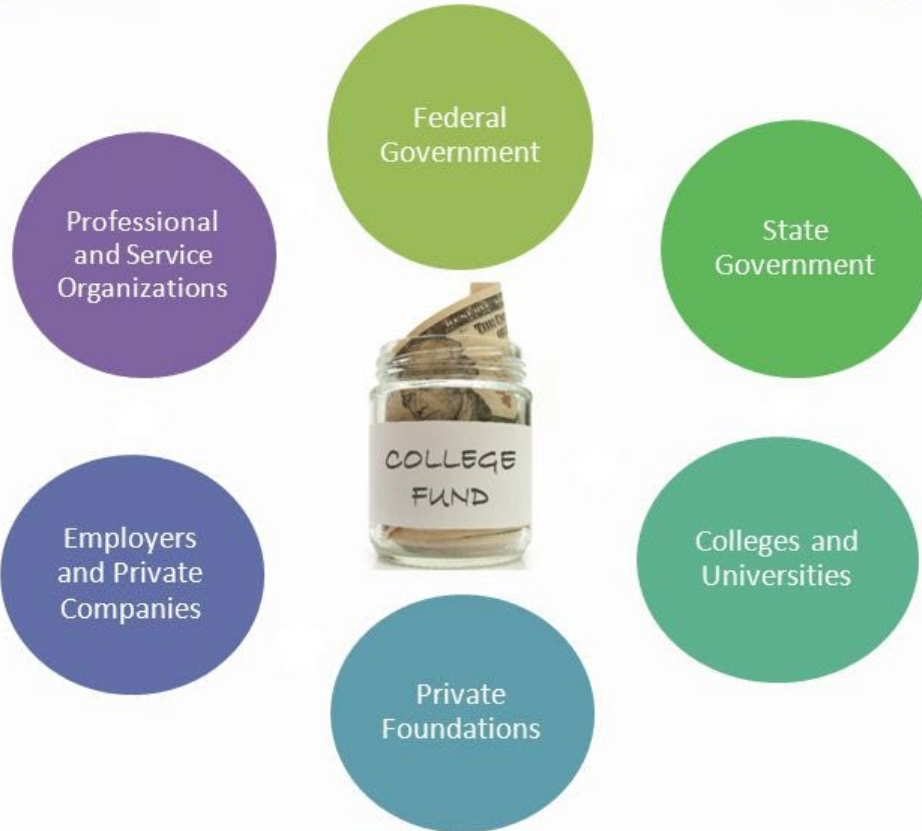 Federal
Government
State
Government
Colleges and
Universities
Private
Foundations
Employers
and Private
Companies
Professional
and Service
Organizations
COLLEGE
FUND